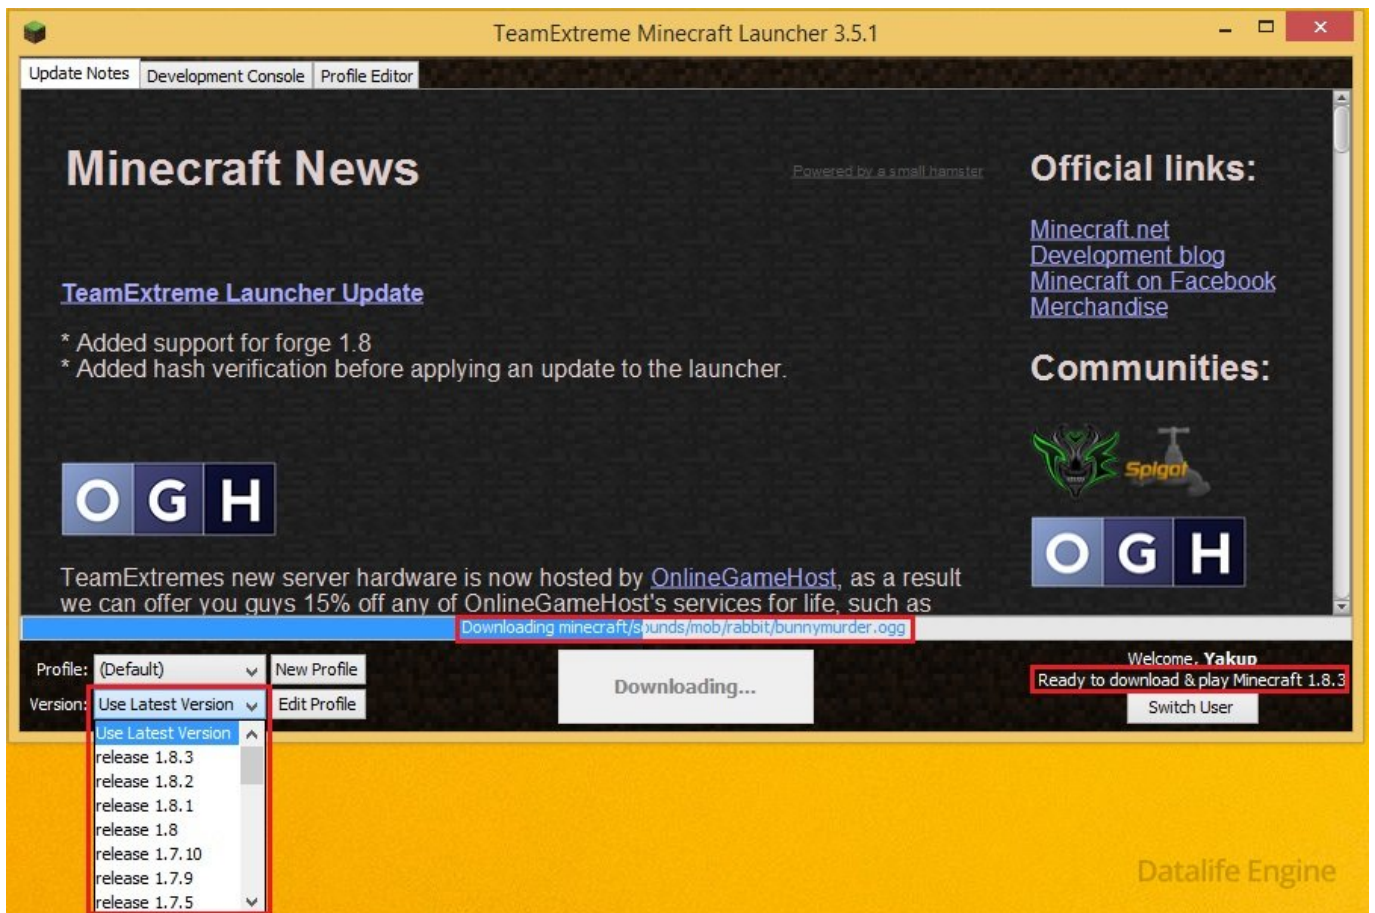 TeamExtreme Minecraft Launcher 3.5.1
Update Notes Development Console Profile Editor
Minecraft News
Powered by a small hamster
TeamExtreme Launcher Update
* Added support for forge 1.8
* Added hash verification before applying an update to the launcher.
O G H
TeamExtremes new server hardware is now hosted by OnlineGameHost, as a result
we can offer you guys 15% off any of OnlineGameHost's services for life, such as
Official links:
Minecraft.net
Development blog
Minecraft on Facebook
Merchandise
Communities:
Spigot
O G H
Downloading minecraft/sounds/mob/rabbit/bunnymurder.ogg
Profile: (Default) New Profile
Version: Use Latest Version Edit Profile
Use Latest Version
release 1.8.3
release 1.8.2
release 1.8.1
release 1.8
release 1.7.10
release 1.7.9
release 1.7.5
Downloading...
Welcome, Yakup
Ready to download & play Minecraft 1.8.3
Switch User
Datalife Engine